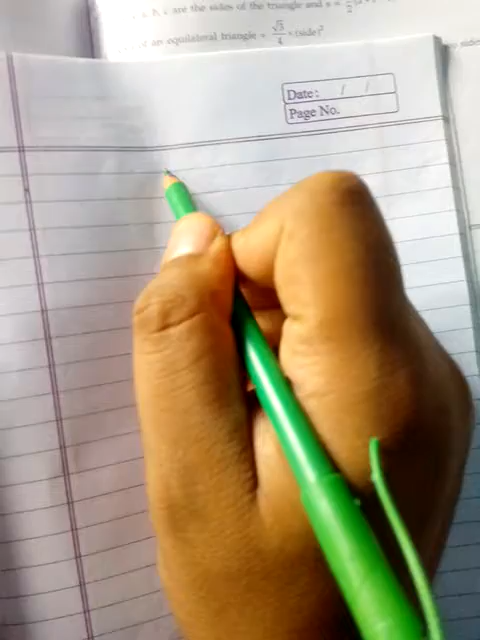 b, c are the sides of the triangle and s =
an equilateral triangle = √3/4 × (side)²
Date: / /
Page No.